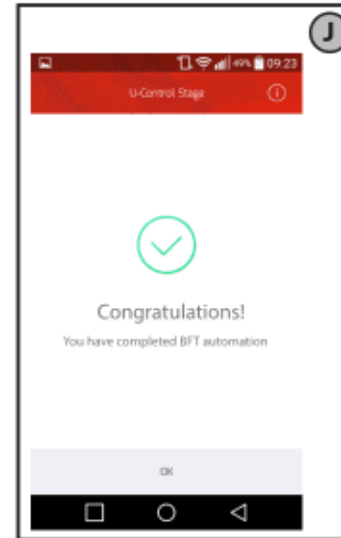 J
49% 09:23
U-Control Stage
Congratulations!
You have completed BFT automation
OK